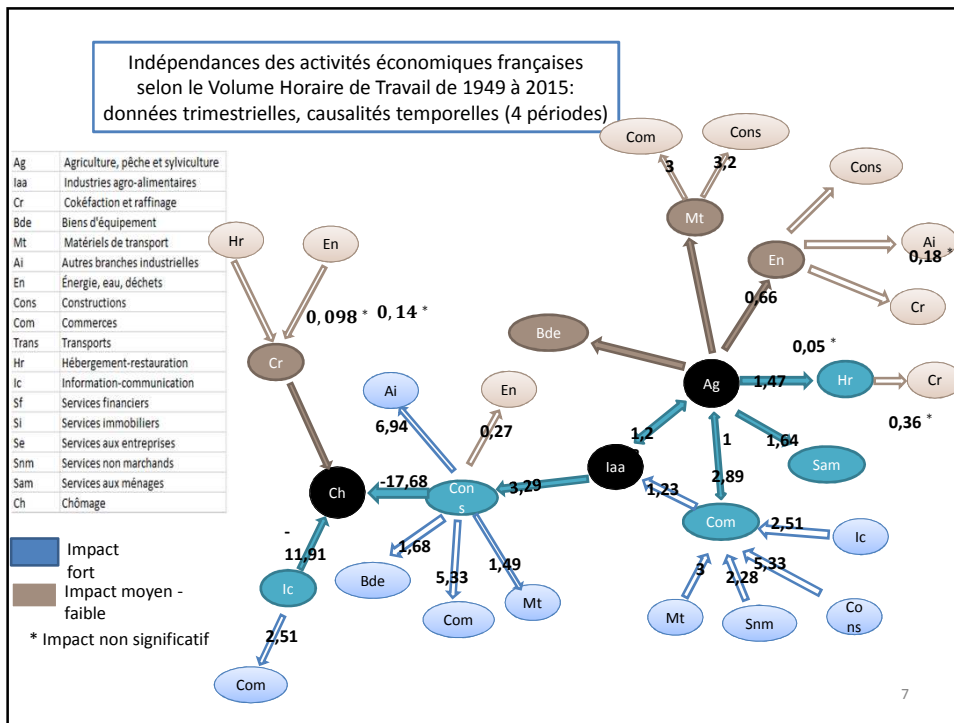 Indépendances des activités économiques françaises
selon le Volume Horaire de Travail de 1949 à 2015:
données trimestrielles, causalités temporelles (4 périodes)
Ag Agriculture, pêche et sylviculture
Iaa Industries agro-alimentaires
Cr Cokéfaction et raffinage
Bde Biens d'équipement
Mt Matériels de transport
Ai Autres branches industrielles
En Énergie, eau, déchets
Cons Constructions
Com Commerces
Trans Transports
Hr Hébergement-restauration
Ic Information-communication
Sf Services financiers
Si Services immobiliers
Se Services aux entreprises
Snm Services non marchands
Sam Services aux ménages
Ch Chômage
Impact
fort
Impact moyen -
faible
* Impact non significatif
Hr
En
0,098 * 0,14 *
Cr
Ch
-17,68
-
11,91
Ic
2,51
Com
Ai
6,94
En
0,27
Con
s
3,29
1,68
Bde
5,33
Com
1,49
Mt
Com
Cons
3
3,2
Mt
Cons
En
Ai
0,18 *
Cr
0,66
Bde
Ag
0,05 *
1,47
Hr
Cr
0,36 *
1,2
1
1,64
Sam
2,89
Iaa
1,23
Com
2,51
Ic
3
2,28
5,33
Mt
Snm
Co
ns
7